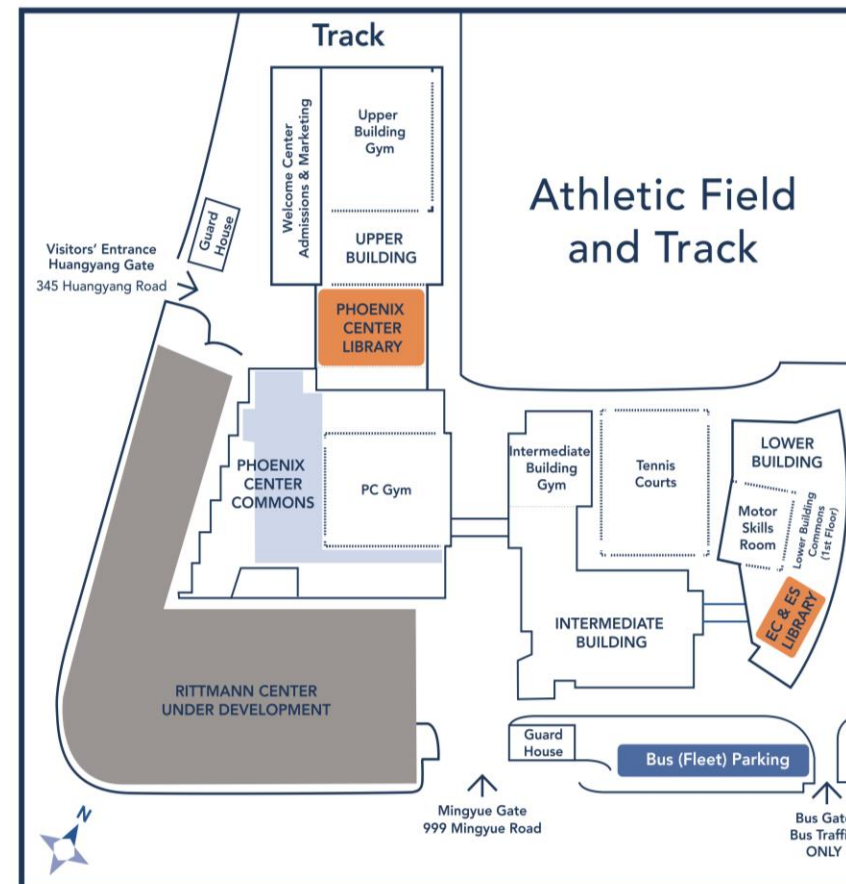 Track
Welcome Center
Admissions & Marketing
Upper
Building
Gym
UPPER
BUILDING
Athletic Field
and Track
Guard
House
Visitors' Entrance
Huangyang Gate
345 Huangyang Road
PHOENIX
CENTER
LIBRARY
PHOENIX
CENTER
COMMONS
PC Gym
Intermediate
Building
Gym
Tennis
Courts
LOWER
BUILDING
Motor
Skills
Room
Lower Building
Commons
(1st Floor)
EC & ES
LIBRARY
INTERMEDIATE
BUILDING
RITTMANN CENTER
UNDER DEVELOPMENT
Guard
House
Bus (Fleet) Parking
Mingyue Gate
999 Mingyue Road
Bus Gat
Bus Traffi
ONLY
N